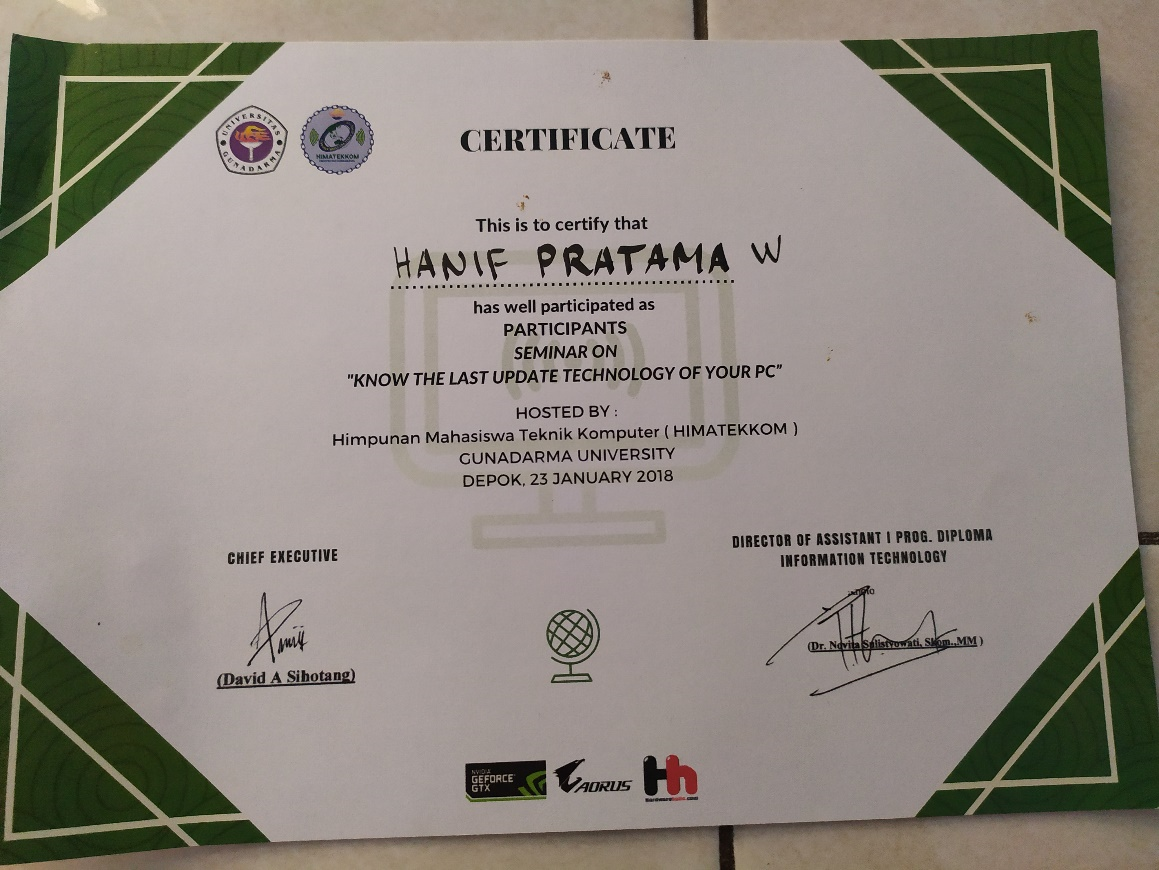 UNIVERSITAS GUNADARMA
HIMATEKKOM
CERTIFICATE
This is to certify that
HANIF PRATAMA W
has well participated as
PARTICIPANTS
SEMINAR ON
"KNOW THE LAST UPDATE TECHNOLOGY OF YOUR PC"
HOSTED BY :
Himpunan Mahasiswa Teknik Komputer ( HIMATEKKOM )
GUNADARMA UNIVERSITY
DEPOK, 23 JANUARY 2018
CHIEF EXECUTIVE
(David A Sihotang)
DIRECTOR OF ASSISTANT I PROG. DIPLOMA
INFORMATION TECHNOLOGY
(Dr. Novita Sulistyowati, Skom.,MM )
NVIDIA
GEFORCE
GTX
AORUS
Hh